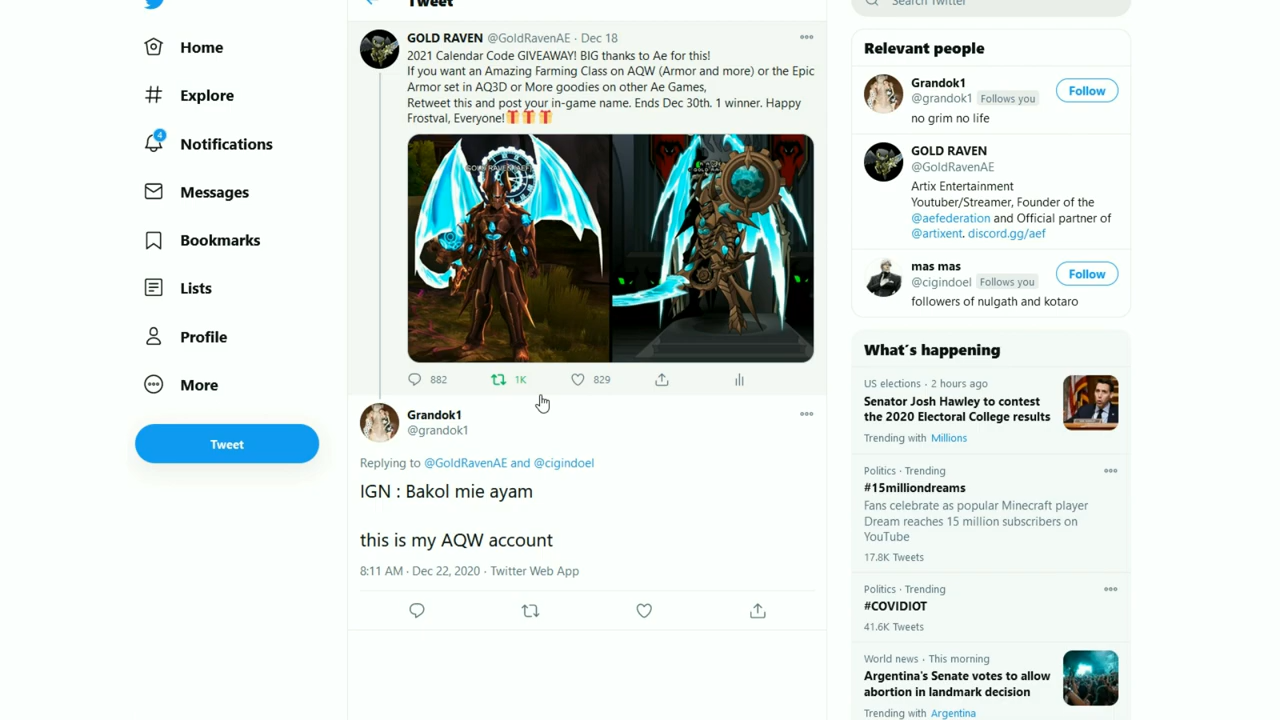 Tweet
Search Twitter
Home
Explore
4
Notifications
Messages
Bookmarks
Lists
Profile
More
Tweet
GOLD RAVEN @GoldRavenAE · Dec 18
2021 Calendar Code GIVEAWAY! BIG thanks to Ae for this!
If you want an Amazing Farming Class on AQW (Armor and more) or the Epic
Armor set in AQ3D or More goodies on other Ae Games,
Retweet this and post your in-game name. Ends Dec 30th. 1 winner. Happy
Frostval, Everyone!🎁🎁🎁
882 1K 829
Grandok1
@grandok1
Replying to @GoldRavenAE and @cigindoel
IGN : Bakol mie ayam
this is my AQW account
8:11 AM · Dec 22, 2020 · Twitter Web App
Relevant people
Grandok1
@grandok1 Follows you
Follow
no grim no life
GOLD RAVEN
@GoldRavenAE
Artix Entertainment
Youtuber/Streamer, Founder of the
@aefederation and Official partner of
@artixent. discord.gg/aef
mas mas
@cigindoel Follows you
Follow
followers of nulgath and kotaro
What´s happening
US elections · 2 hours ago
Senator Josh Hawley to contest
the 2020 Electoral College results
Trending with Millions
Politics · Trending
#15milliondreams
Fans celebrate as popular Minecraft player
Dream reaches 15 million subscribers on
YouTube
17.8K Tweets
Politics · Trending
#COVIDIOT
41.6K Tweets
World news · This morning
Argentina's Senate votes to allow
abortion in landmark decision
Trending with Argentina